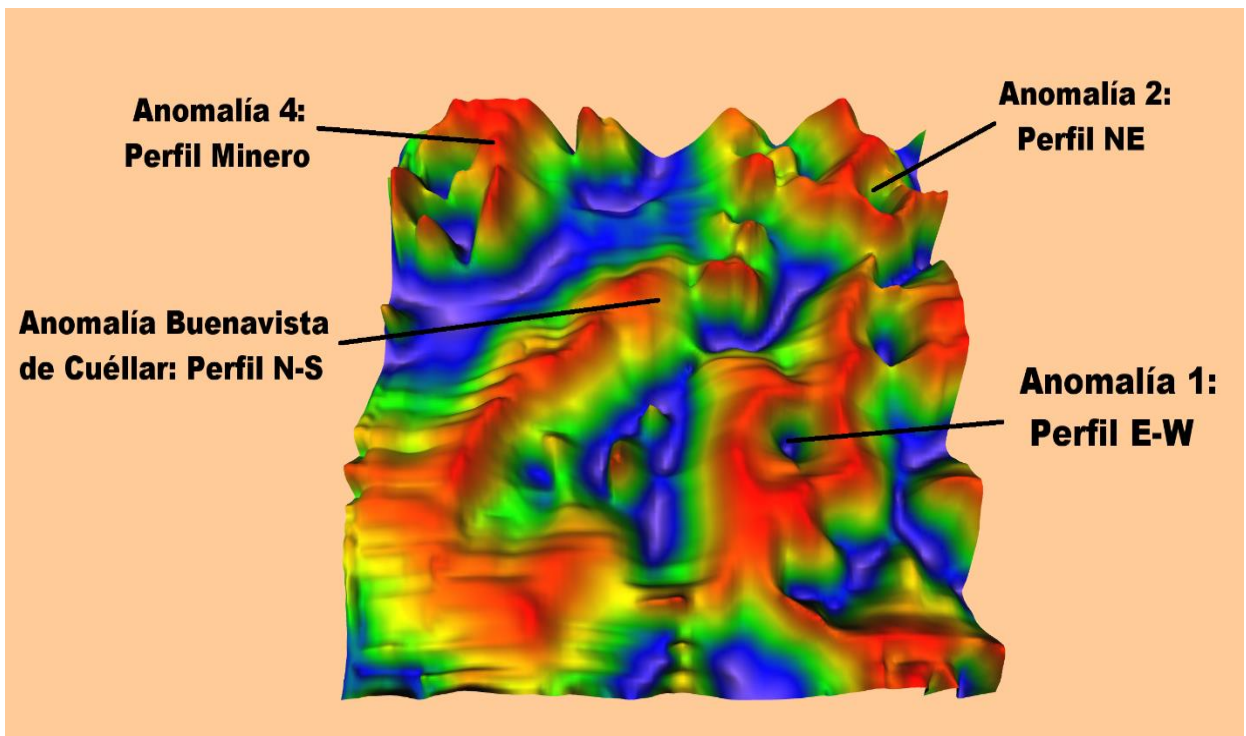 Anomalía 4:
Perfil Minero
Anomalía 2:
Perfil NE
Anomalía Buenavista
de Cuéllar: Perfil N-S
Anomalía 1:
Perfil E-W